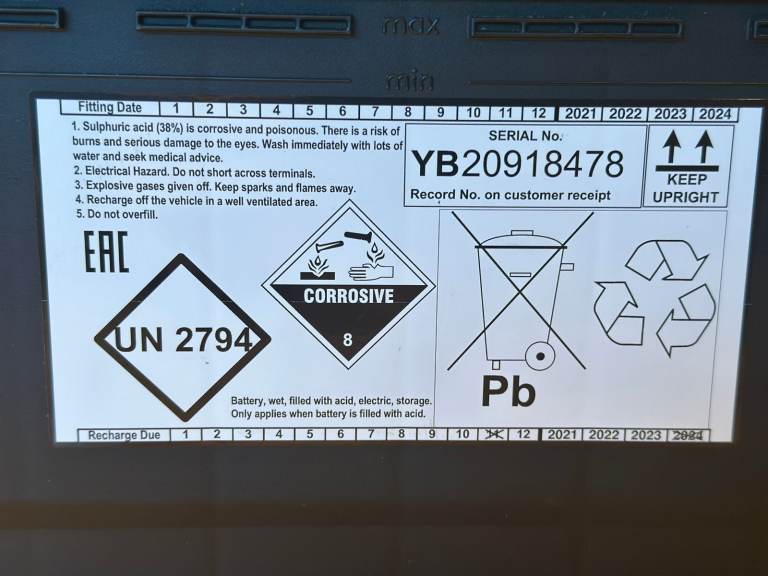 max
min
Fitting Date 1 2 3 4 5 6 7 8 9 10 11 12 2021 2022 2023 2024
1. Sulphuric acid (38%) is corrosive and poisonous. There is a risk of
burns and serious damage to the eyes. Wash immediately with lots of
water and seek medical advice.
2. Electrical Hazard. Do not short across terminals.
3. Explosive gases given off. Keep sparks and flames away.
4. Recharge off the vehicle in a well ventilated area.
5. Do not overfill.
SERIAL No.
YB20918478
Record No. on customer receipt
KEEP
UPRIGHT
EAC
UN 2794
CORROSIVE
8
Pb
Battery, wet, filled with acid, electric, storage.
Only applies when battery is filled with acid.
Recharge Due 1 2 3 4 5 6 7 8 9 10 11 12 2021 2022 2023 2024